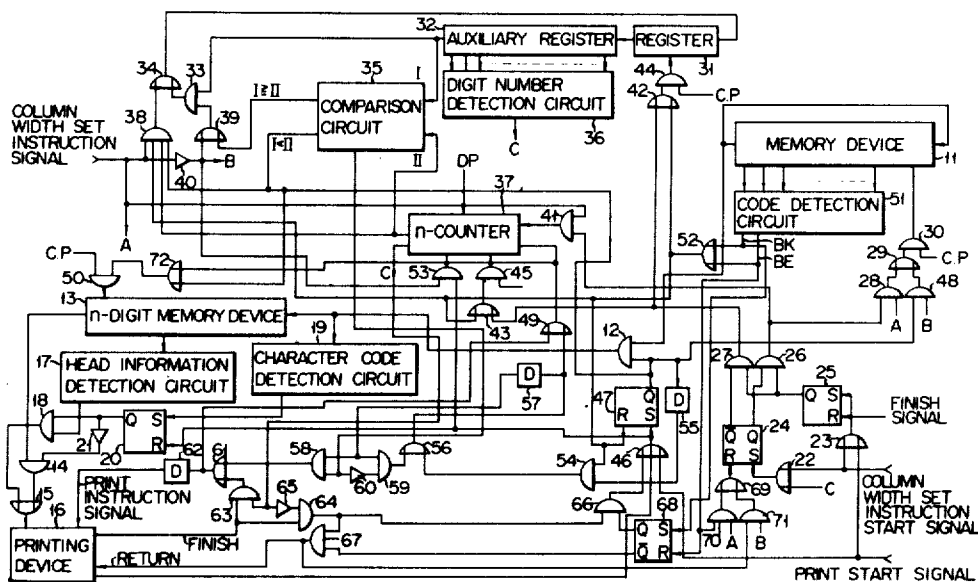 32
AUXILIARY REGISTER
REGISTER
31
34
33
35
I
I≧II
COMPARISON
CIRCUIT
I<II
II
DIGIT NUMBER
DETECTION CIRCUIT
36
C
44
42
C.P
COLUMN
WIDTH SET
INSTRUCTION
SIGNAL
38
39
40
B
A
MEMORY DEVICE
11
CODE DETECTION
CIRCUIT
51
BK
BE
DP
37
n-COUNTER
41
52
30
C.P
29
28
48
A
B
C.P
50
72
C
53
45
13
n-DIGIT MEMORY DEVICE
19
43
49
12
17
HEAD INFORMATION
DETECTION CIRCUIT
CHARACTER CODE
DETECTION CIRCUIT
27
26
25
Q S
R
FINISH
SIGNAL
18
21
Q S
R
20
62
D
61
58
60
59
D
57
56
47
Q
R S
D
55
54
46
Q̄ Q
R S
24
23
22
C
14
PRINT
INSTRUCTION
SIGNAL
15
16
63
65
64
66
68
Q S
Q̄ R
69
70
71
A
B
COLUMN
WIDTH SET
INSTRUCTION
START SIGNAL
PRINTING
DEVICE
FINISH
67
RETURN
PRINT START SIGNAL